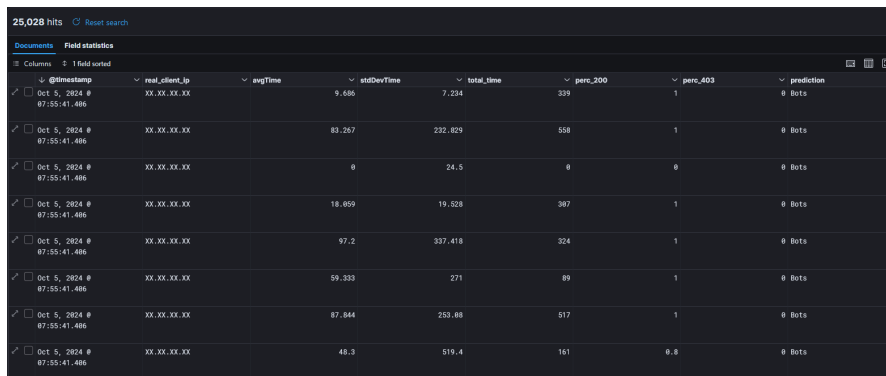 25,028 hits Reset search
Documents Field statistics
Columns 1 field sorted
@timestamp real_client_ip avgTime stdDevTime total_time perc_200 perc_403 prediction
Oct 5, 2024 @ XX.XX.XX.XX 9.686 7.234 339 1 0 Bots
07:55:41.406
Oct 5, 2024 @ XX.XX.XX.XX 83.267 232.829 558 1 0 Bots
07:55:41.406
Oct 5, 2024 @ XX.XX.XX.XX 0 24.5 0 0 0 Bots
07:55:41.406
Oct 5, 2024 @ XX.XX.XX.XX 18.059 19.528 307 1 0 Bots
07:55:41.406
Oct 5, 2024 @ XX.XX.XX.XX 97.2 337.418 324 1 0 Bots
07:55:41.406
Oct 5, 2024 @ XX.XX.XX.XX 59.333 271 89 1 0 Bots
07:55:41.406
Oct 5, 2024 @ XX.XX.XX.XX 87.844 253.08 517 1 0 Bots
07:55:41.406
Oct 5, 2024 @ XX.XX.XX.XX 48.3 519.4 161 0.8 0 Bots
07:55:41.406